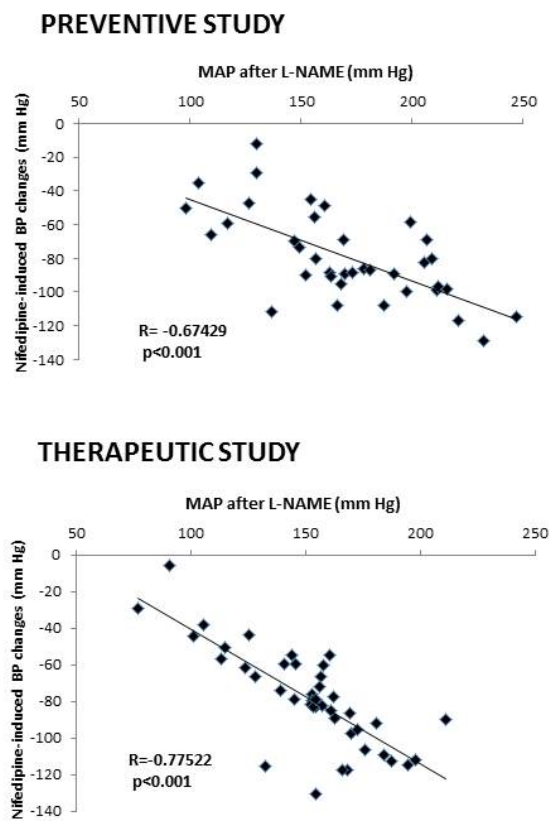 PREVENTIVE STUDY
MAP after L-NAME (mm Hg)
50 100 150 200 250
Nifedipine-induced BP changes (mm Hg)
0
-20
-40
-60
-80
-100
-120
-140
R= -0.67429
p<0.001
THERAPEUTIC STUDY
MAP after L-NAME (mm Hg)
50 100 150 200 250
Nifedipine-induced BP changes (mm Hg)
0
-20
-40
-60
-80
-100
-120
-140
R=-0.77522
p<0.001